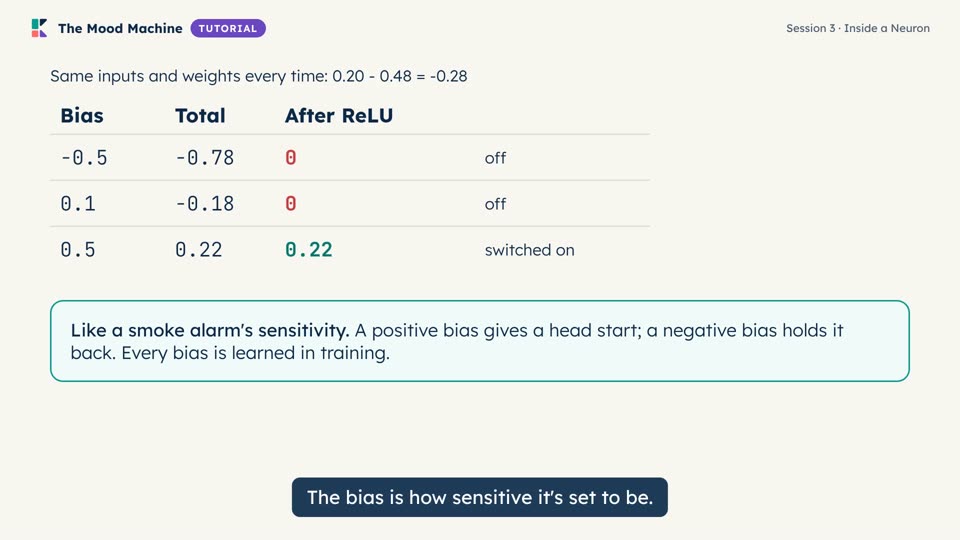 The Mood Machine TUTORIAL
Session 3 · Inside a Neuron
Same inputs and weights every time: 0.20 - 0.48 = -0.28
Bias Total After ReLU
-0.5 -0.78 0 off
0.1 -0.18 0 off
0.5 0.22 0.22 switched on
Like a smoke alarm's sensitivity. A positive bias gives a head start; a negative bias holds it
back. Every bias is learned in training.
The bias is how sensitive it's set to be.